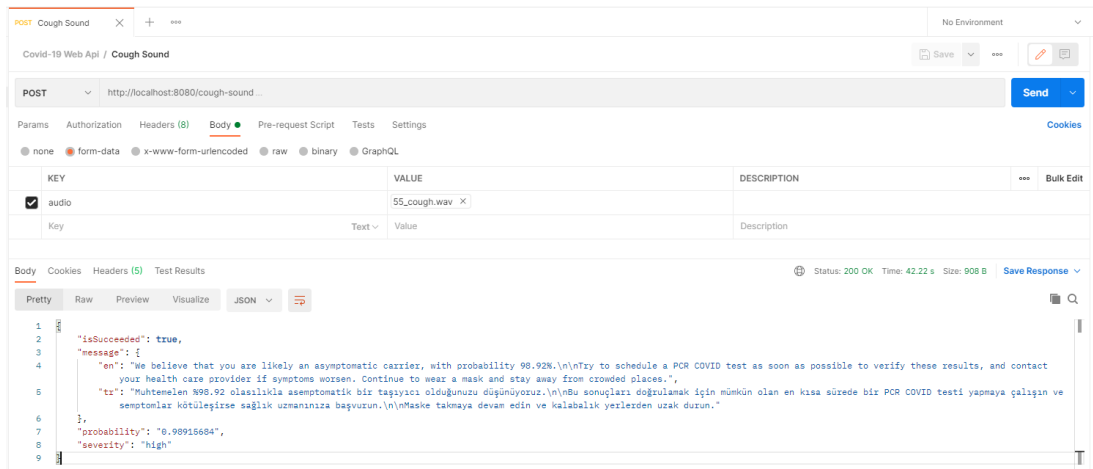 POST Cough Sound × + ooo No Environment
Covid-19 Web Api / Cough Sound Save ooo
POST http://localhost:8080/cough-sound ... Send
Params Authorization Headers (8) Body Pre-request Script Tests Settings Cookies
none form-data x-www-form-urlencoded raw binary GraphQL
KEY VALUE DESCRIPTION ooo Bulk Edit
audio 55_cough.wav ×
Key Text Value Description
Body Cookies Headers (5) Test Results Status: 200 OK Time: 42.22 s Size: 908 B Save Response
Pretty Raw Preview Visualize JSON
1 {
2 "isSucceeded": true,
3 "message": {
4 "en": "We believe that you are likely an asymptomatic carrier, with probability 98.92%.\n\nTry to schedule a PCR COVID test as soon as possible to verify these results, and contact
your health care provider if symptoms worsen. Continue to wear a mask and stay away from crowded places.",
5 "tr": "Muhtemelen %98.92 olasılıkla asemptomatik bir taşıyıcı olduğunuzu düşünüyoruz.\n\nBu sonuçları doğrulamak için mümkün olan en kısa sürede bir PCR COVID testi yapmaya çalışın ve
semptomlar kötüleşirse sağlık uzmanınıza başvurun.\n\nMaske takmaya devam edin ve kalabalık yerlerden uzak durun."
6 },
7 "probability": "0.98915684",
8 "severity": "high"
9 }